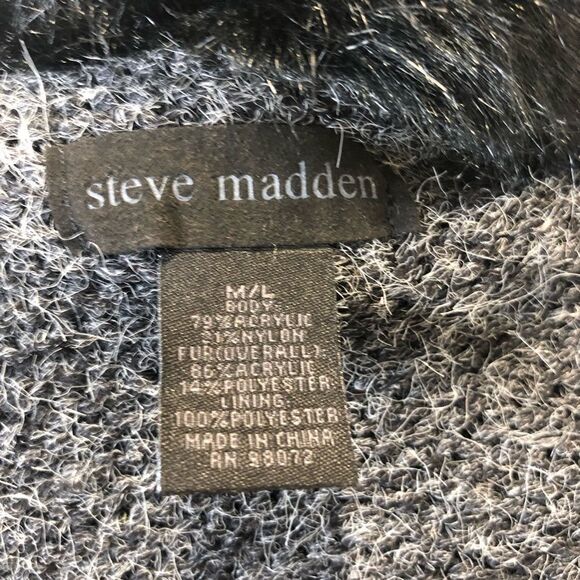 steve madden
M/L
BODY:
79%ACRYLIC
21%NYLON
FUR(OVERALL):
86%ACRYLIC
14%POLYESTER
LINING:
100%POLYESTER
MADE IN CHINA
RN 98072